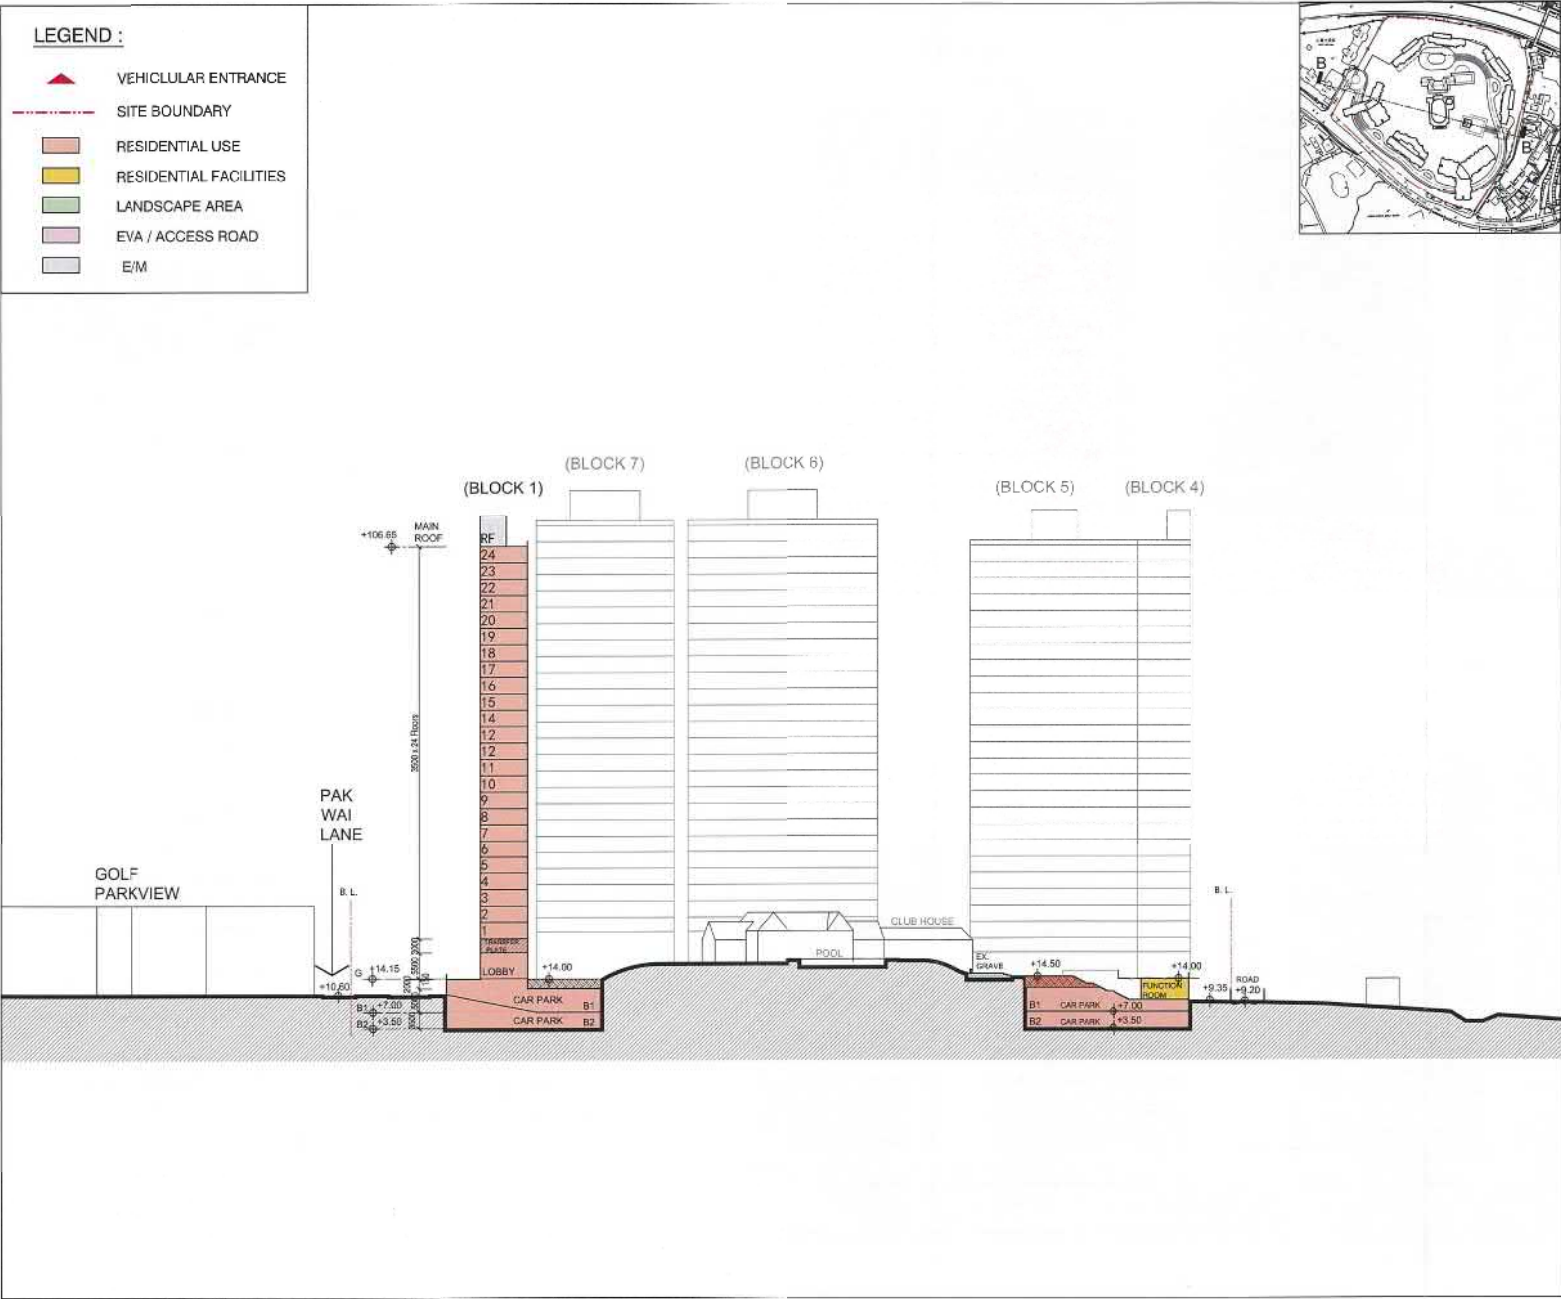 LEGEND :
VEHICLULAR ENTRANCE
SITE BOUNDARY
RESIDENTIAL USE
RESIDENTIAL FACILITIES
LANDSCAPE AREA
EVA / ACCESS ROAD
E/M
B
B
(BLOCK 7)
(BLOCK 6)
(BLOCK 1)
(BLOCK 5)
(BLOCK 4)
+106.65
MAIN
ROOF
RF
24
23
22
21
20
19
18
17
16
15
14
12
12
11
10
9
8
7
6
5
4
3
2
1
3500 x 24 Floors
TRANSFER
PLATE
LOBBY
PAK
WAI
LANE
GOLF
PARKVIEW
B. L.
B. L.
CLUB HOUSE
POOL
EX.
GRAVE
G
+14.15
+10.60
B1
+7.00
B2
+3.50
+14.00
CAR PARK
B1
CAR PARK
B2
+14.50
+14.00
FUNCTION
ROOM
B1
CAR PARK
+7.00
B2
CAR PARK
+3.50
+9.35
ROAD
+9.20